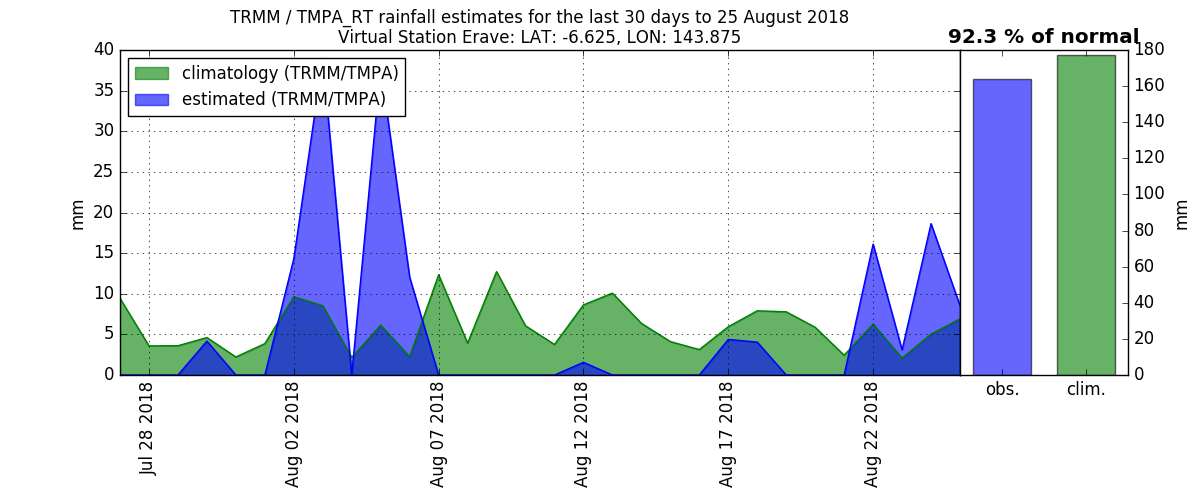 TRMM / TMPA_RT rainfall estimates for the last 30 days to 25 August 2018
Virtual Station Erave: LAT: -6.625, LON: 143.875
92.3 % of normal
climatology (TRMM/TMPA)
estimated (TRMM/TMPA)
40
35
30
25
20
15
10
5
0
mm
Jul 28 2018
Aug 02 2018
Aug 07 2018
Aug 12 2018
Aug 17 2018
Aug 22 2018
obs.
clim.
180
160
140
120
100
80
60
40
20
0
mm